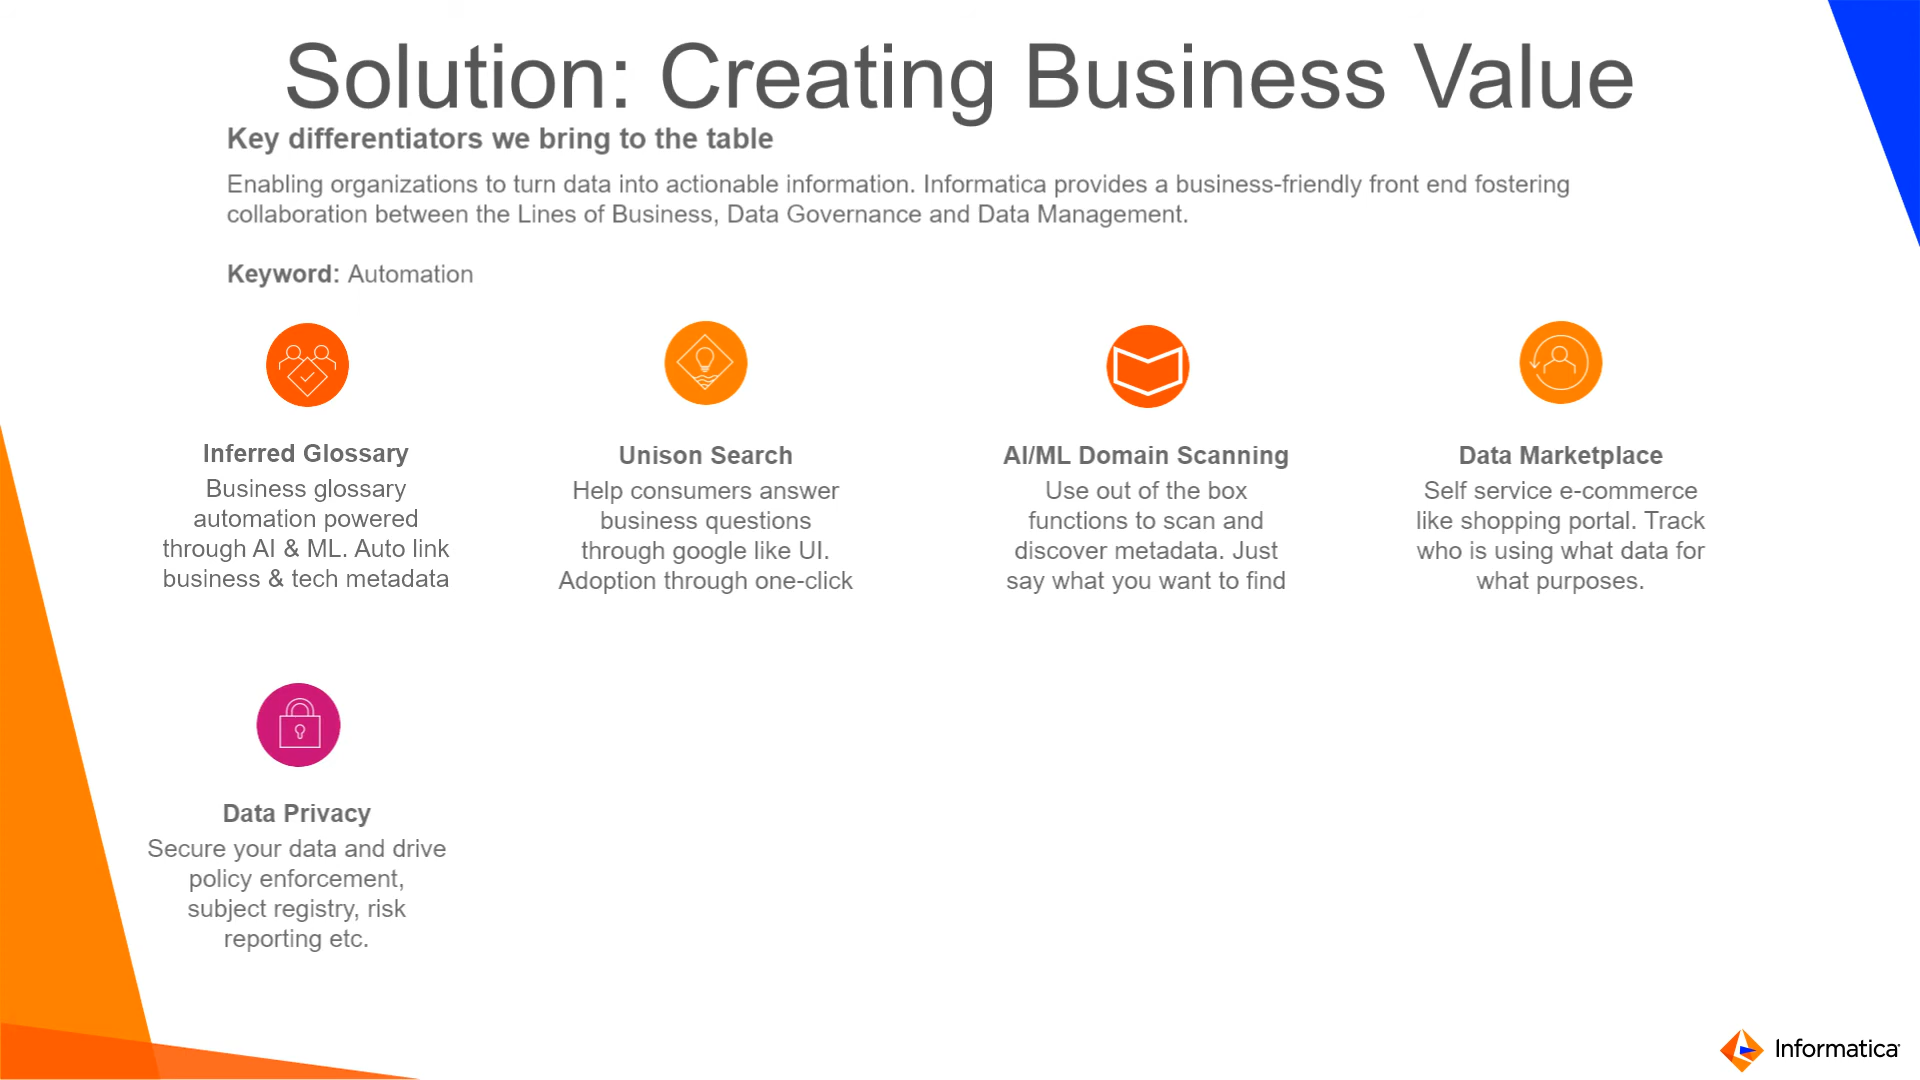 Solution: Creating Business Value
Key differentiators we bring to the table
Enabling organizations to turn data into actionable information. Informatica provides a business-friendly front end fostering
collaboration between the Lines of Business, Data Governance and Data Management.
Keyword: Automation
Inferred Glossary
Business glossary
automation powered
through AI & ML. Auto link
business & tech metadata
Unison Search
Help consumers answer
business questions
through google like UI.
Adoption through one-click
AI/ML Domain Scanning
Use out of the box
functions to scan and
discover metadata. Just
say what you want to find
Data Marketplace
Self service e-commerce
like shopping portal. Track
who is using what data for
what purposes.
Data Privacy
Secure your data and drive
policy enforcement,
subject registry, risk
reporting etc.
Informatica